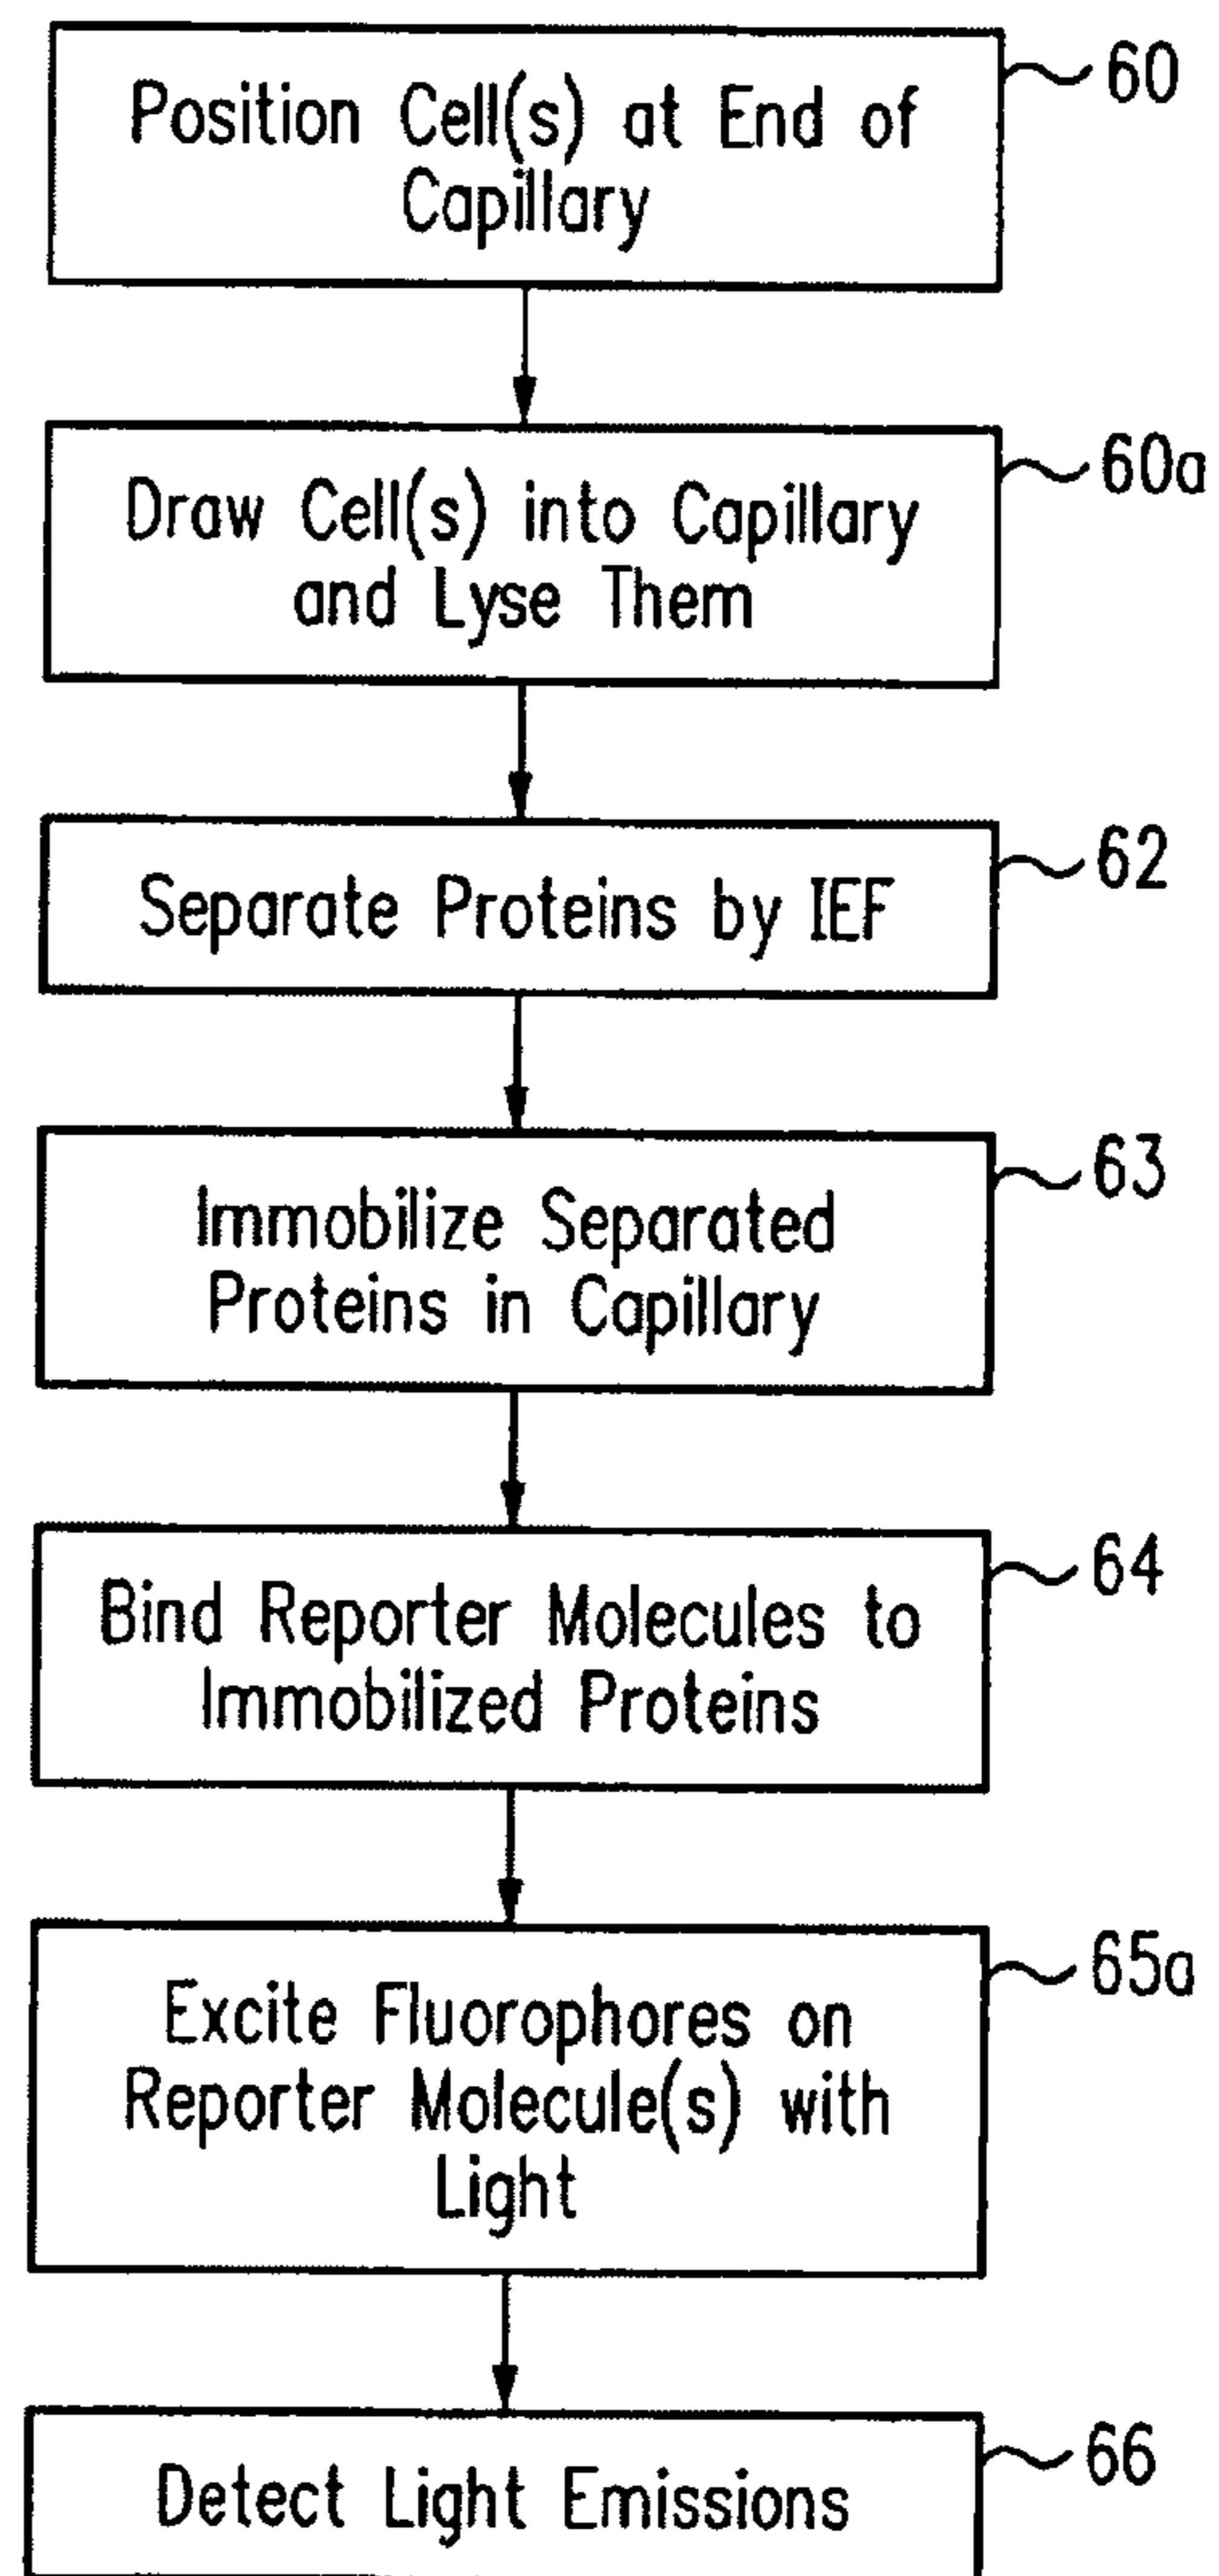 60
Position Cell(s) at End of
Capillary
60a
Draw Cell(s) into Capillary
and Lyse Them
62
Separate Proteins by IEF
63
Immobilize Separated
Proteins in Capillary
64
Bind Reporter Molecules to
Immobilized Proteins
65a
Excite Fluorophores on
Reporter Molecule(s) with
Light
66
Detect Light Emissions